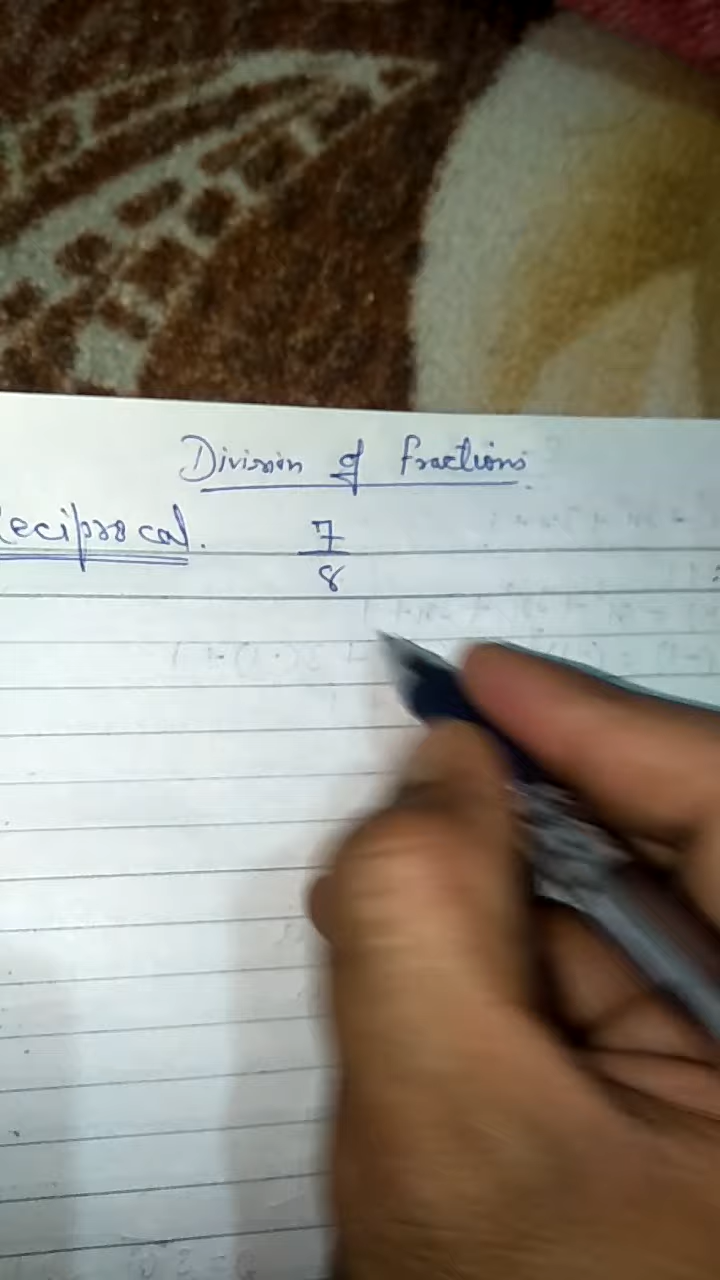 Division of fractions.
Reciprocal. 7/8